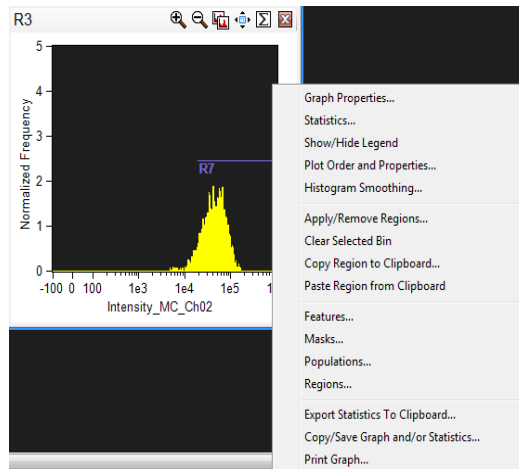 R3
5
4
3
2
1
0
Normalized Frequency
R7
-100 0 100 1e3 1e4 1e5
Intensity_MC_Ch02
Graph Properties...
Statistics...
Show/Hide Legend
Plot Order and Properties...
Histogram Smoothing...
Apply/Remove Regions...
Clear Selected Bin
Copy Region to Clipboard...
Paste Region from Clipboard
Features...
Masks...
Populations...
Regions...
Export Statistics To Clipboard...
Copy/Save Graph and/or Statistics...
Print Graph...